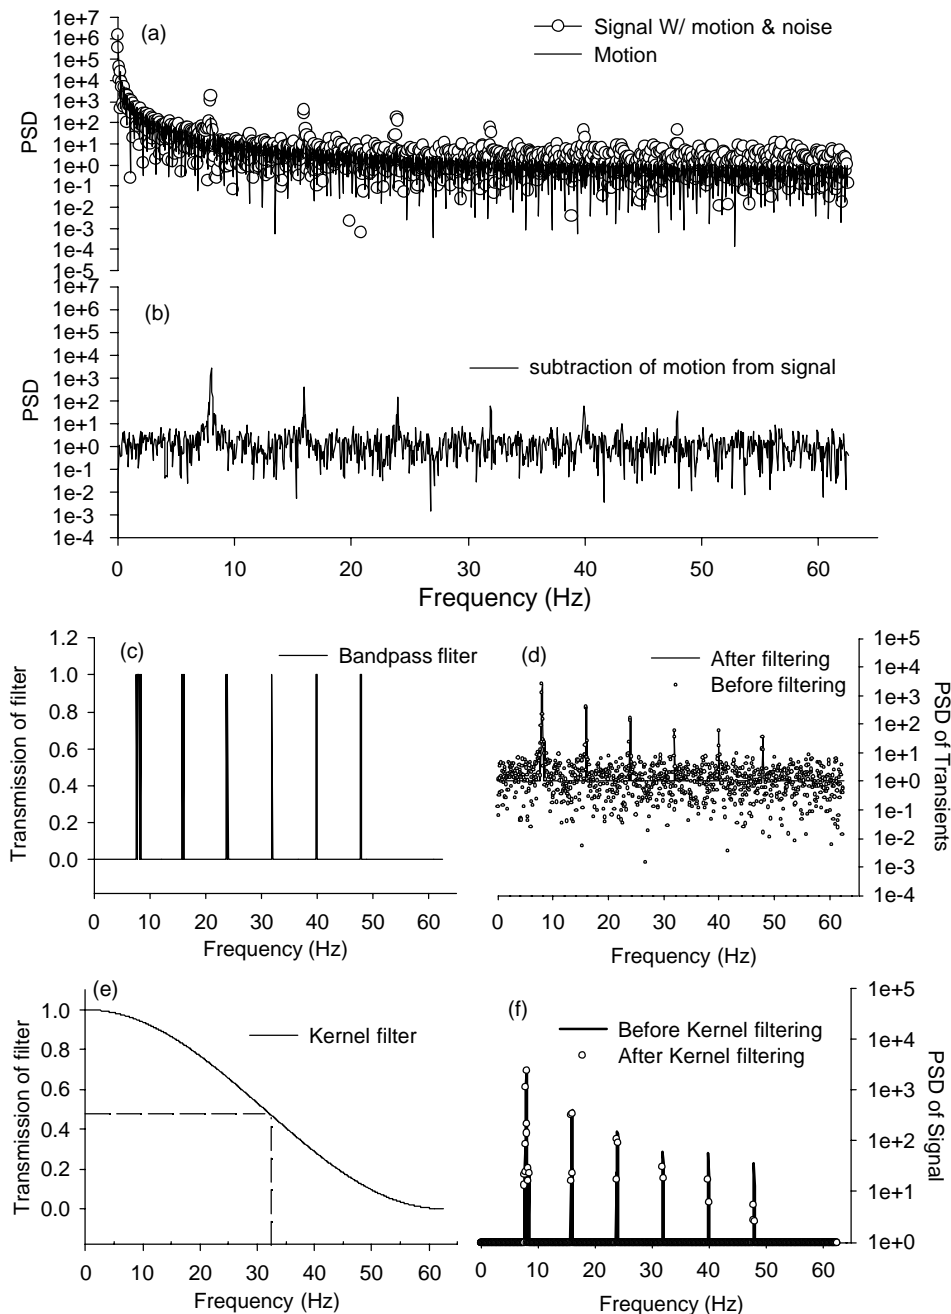 (a)
Signal W/ motion & noise
Motion
PSD
1e+7
1e+6
1e+5
1e+4
1e+3
1e+2
1e+1
1e+0
1e-1
1e-2
1e-3
1e-4
1e-5
(b)
subtraction of motion from signal
PSD
1e+7
1e+6
1e+5
1e+4
1e+3
1e+2
1e+1
1e+0
1e-1
1e-2
1e-3
1e-4
0 10 20 30 40 50 60
Frequency (Hz)
(c)
Bandpass fliter
Transmission of filter
1.2
1.0
0.8
0.6
0.4
0.2
0.0
0 10 20 30 40 50 60
Frequency (Hz)
(d)
After filtering
Before filtering
PSD of Transients
1e+5
1e+4
1e+3
1e+2
1e+1
1e+0
1e-1
1e-2
1e-3
1e-4
0 10 20 30 40 50 60
Frequency (Hz)
(e)
Kernel filter
Transmission of filter
1.0
0.8
0.6
0.4
0.2
0.0
0 10 20 30 40 50 60
Frequency (Hz)
(f)
Before Kernel filtering
After Kernel filtering
PSD of Signal
1e+5
1e+4
1e+3
1e+2
1e+1
1e+0
0 10 20 30 40 50 60
Frequency (Hz)